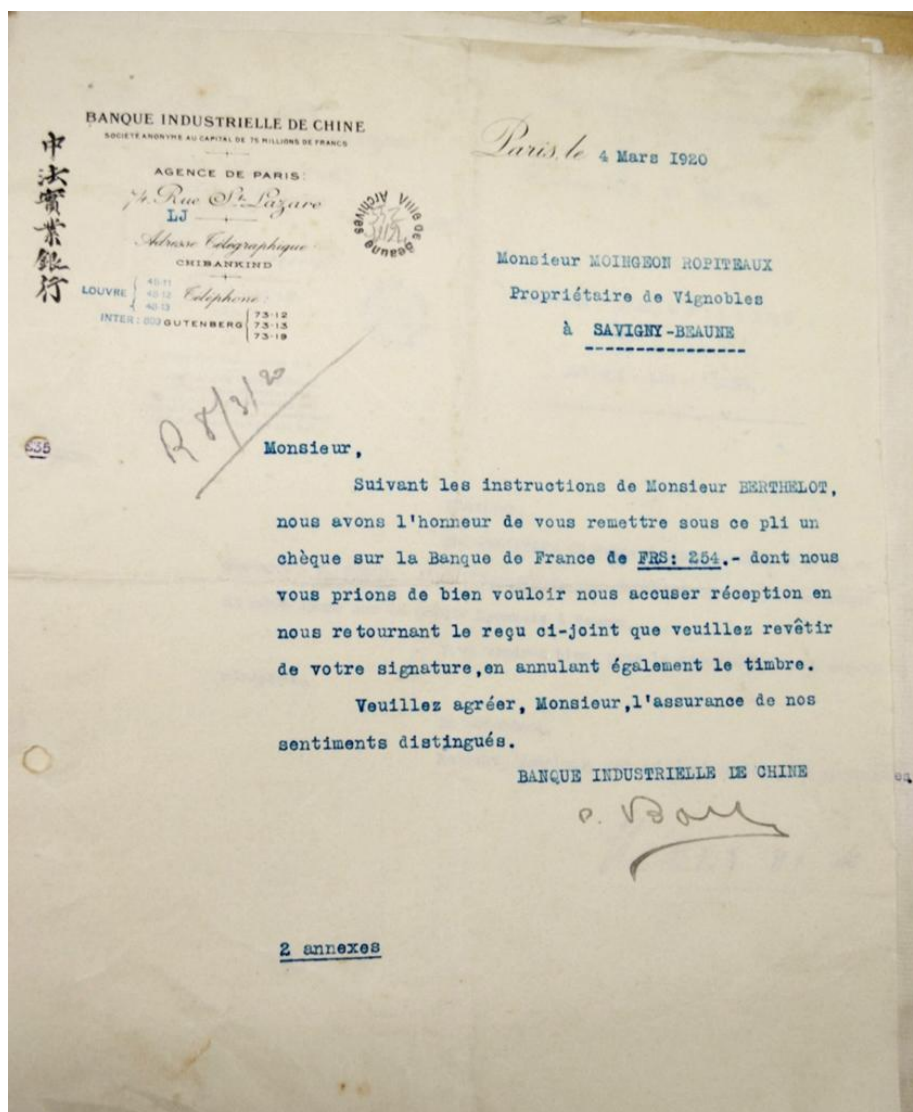 BANQUE INDUSTRIELLE DE CHINE
SOCIÉTÉ ANONYME AU CAPITAL DE 75 MILLIONS DE FRANCS
中法實業銀行
AGENCE DE PARIS:
74, Rue St. Lazare
LJ
Adresse Télégraphique
CHIBANKIND
Téléphone:
LOUVRE
INTER: GUTENBERG
73-12
73-13
73-19
Ville de Beaune
Archives
Paris, le 4 Mars 1920
Monsieur MOINGEON ROPITEAUX
Propriétaire de Vignobles
à SAVIGNY-BEAUNE
R 8/3/20
Monsieur,
Suivant les instructions de Monsieur BERTHELOT,
nous avons l'honneur de vous remettre sous ce pli un
chèque sur la Banque de France de FRS: 254.- dont nous
vous prions de bien vouloir nous accuser réception en
nous retournant le reçu ci-joint que veuillez revêtir
de votre signature,en annulant également le timbre.
Veuillez agréer, Monsieur,l'assurance de nos
sentiments distingués.
BANQUE INDUSTRIELLE DE CHINE
2 annexes